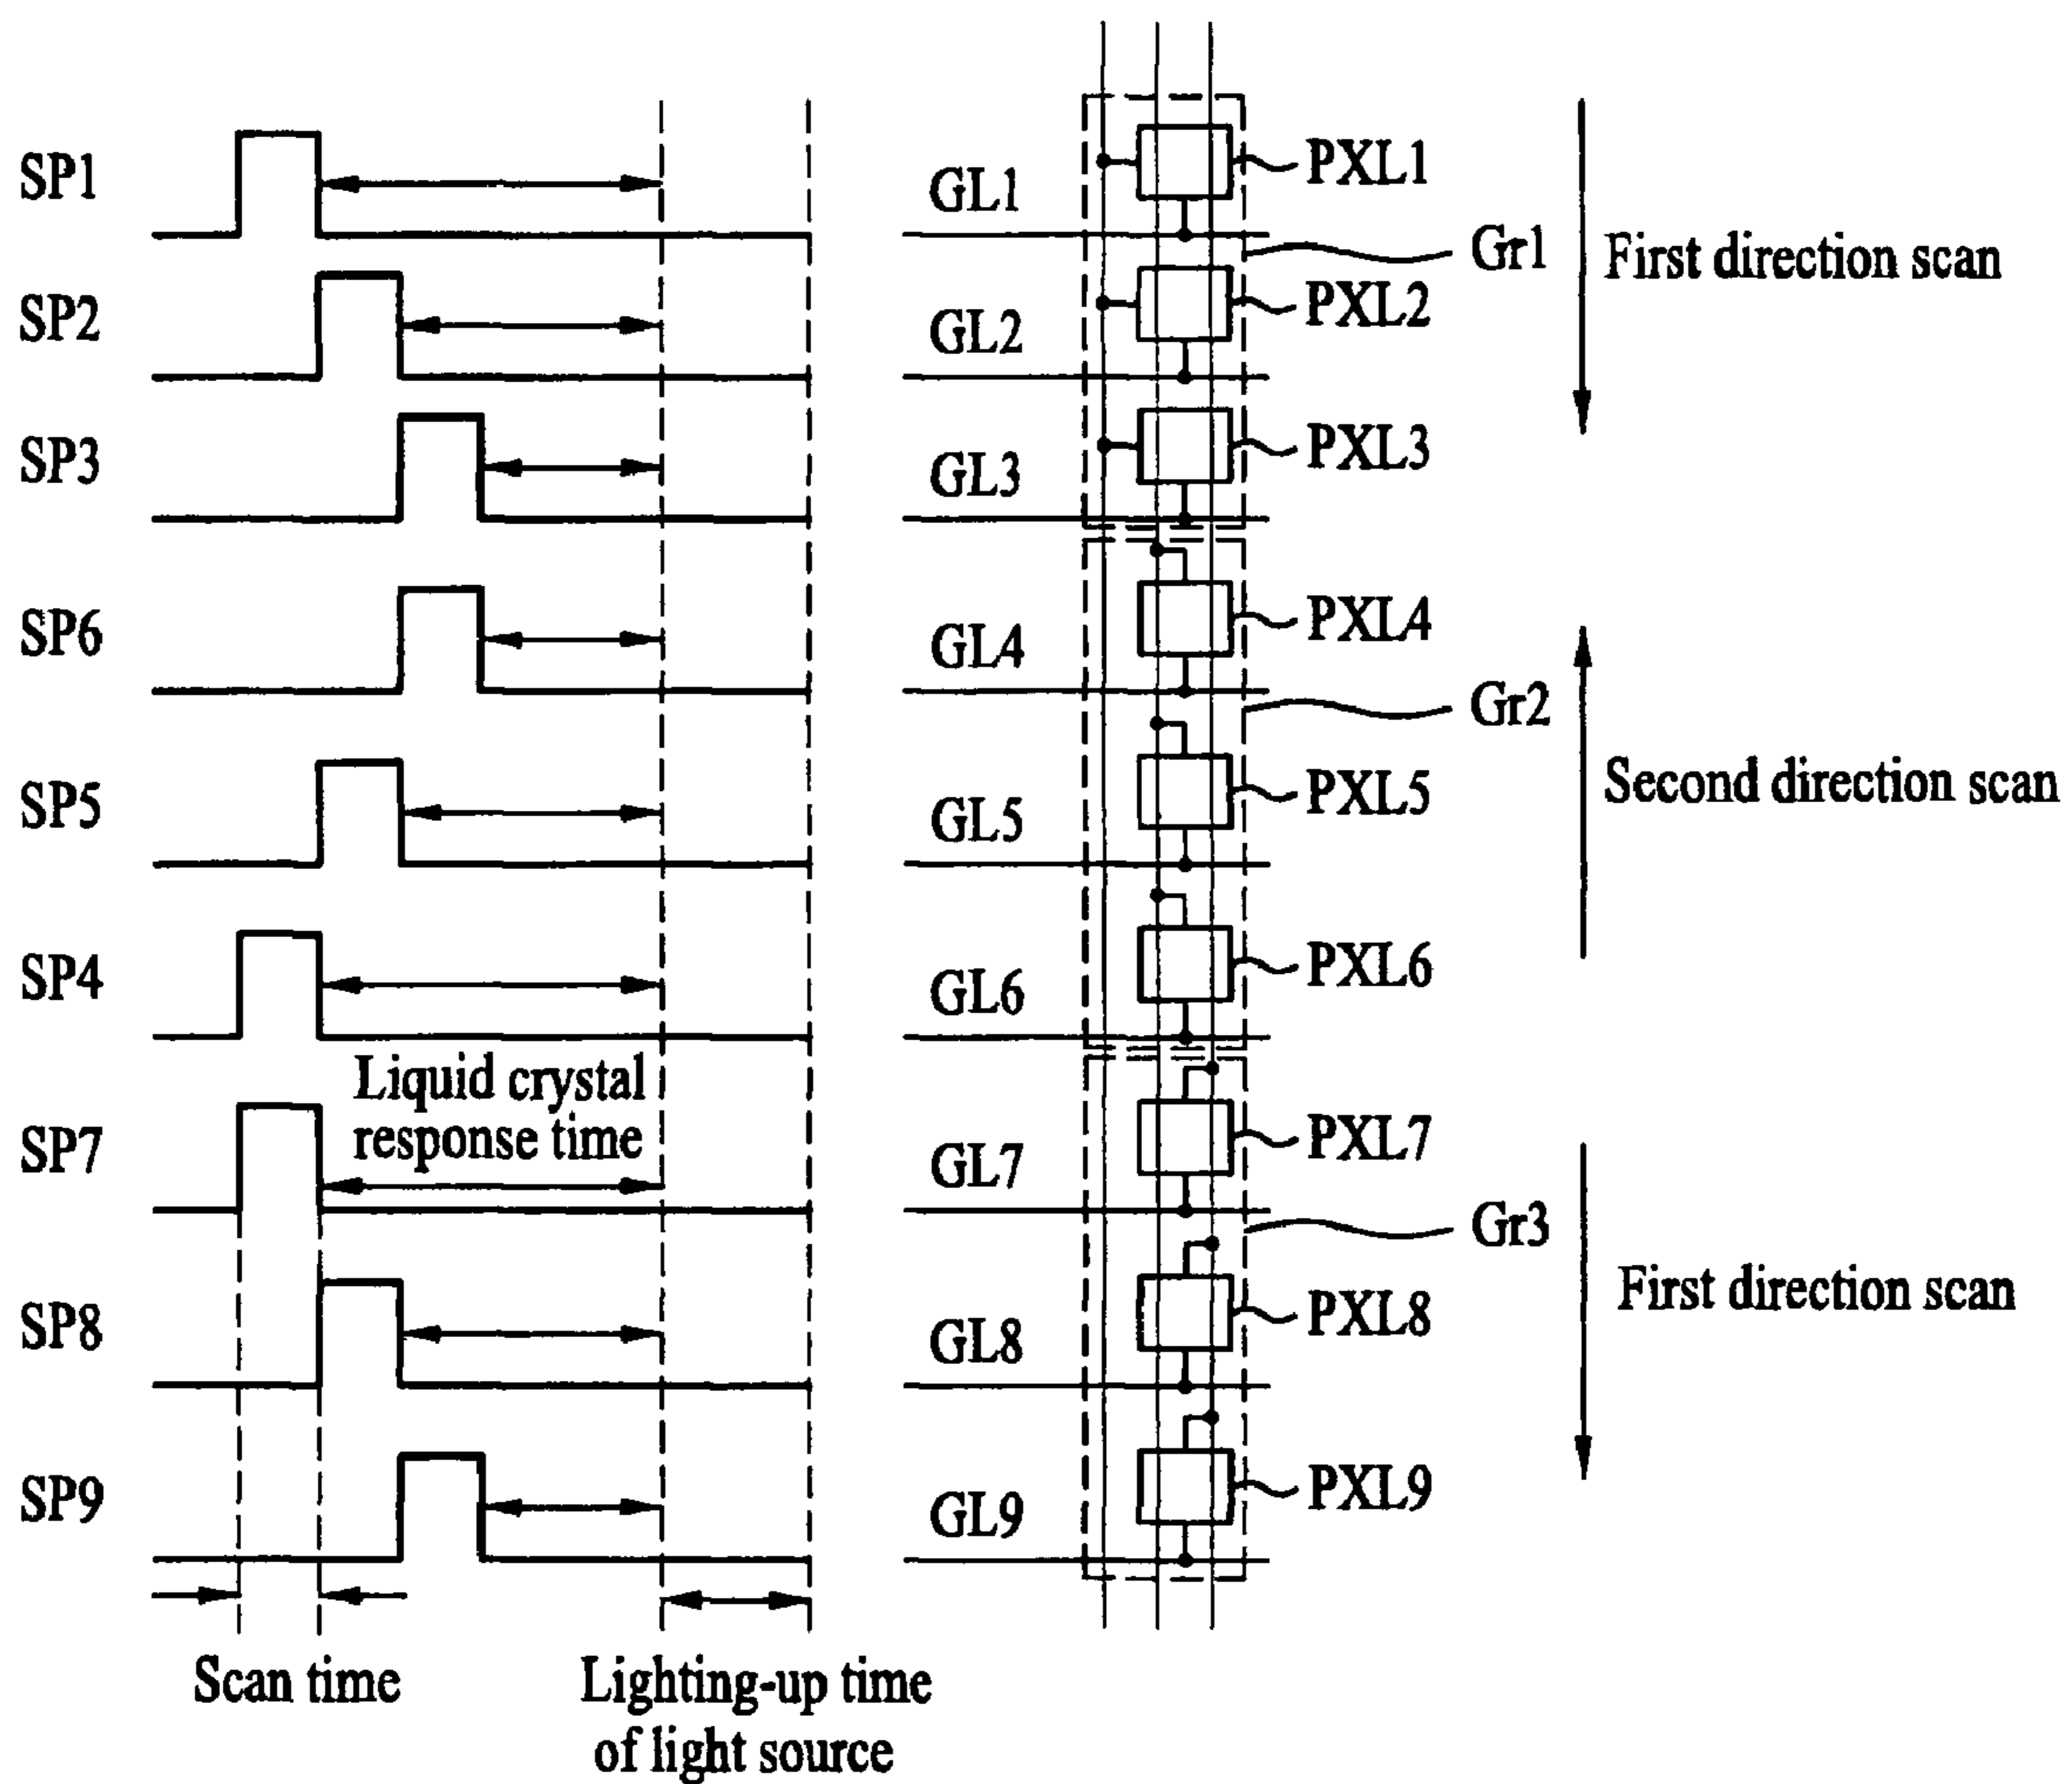 SP1
GL1
PXL1
Gr1
First direction scan
SP2
GL2
PXL2
SP3
GL3
PXL3
SP6
GL4
PXL4
Gr2
Second direction scan
SP5
GL5
PXL5
SP4
GL6
PXL6
Liquid crystal
response time
SP7
GL7
PXL7
Gr3
First direction scan
SP8
GL8
PXL8
SP9
GL9
PXL9
Scan time
Lighting-up time
of light source